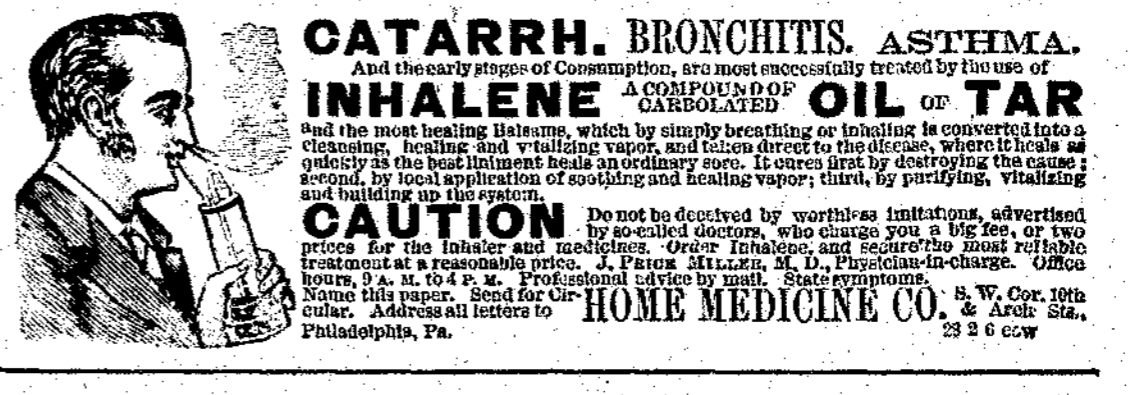 CATARRH. BRONCHITIS. ASTHMA.
And the early stages of Consumption, are most successfully treated by the use of
INHALENE A COMPOUND OF CARBOLATED OIL OF TAR
and the most healing Balsams, which by simply breathing or inhaling is converted into a
cleansing, healing and vitalizing vapor, and taken direct to the disease, where it heals as
quickly as the best liniment heals an ordinary sore. It cures first by destroying the cause;
second, by local application of soothing and healing vapor; third, by purifying, vitalizing
and building up the system.
CAUTION Do not be deceived by worthless imitations, advertised
by so-called doctors, who charge you a big fee, or two
prices for the inhaler and medicines. Order Inhalene, and secure the most reliable
treatment at a reasonable price. J. PRICE MILLER, M. D., Physician-in-charge. Office
hours, 9 A. M. to 4 P. M. Professional advice by mail. State symptoms.
Name this paper. Send for Cir-
cular. Address all letters to
HOME MEDICINE CO. S. W. Cor. 10th
& Arch Sts.,
Philadelphia, Pa.
23 2 6 eow